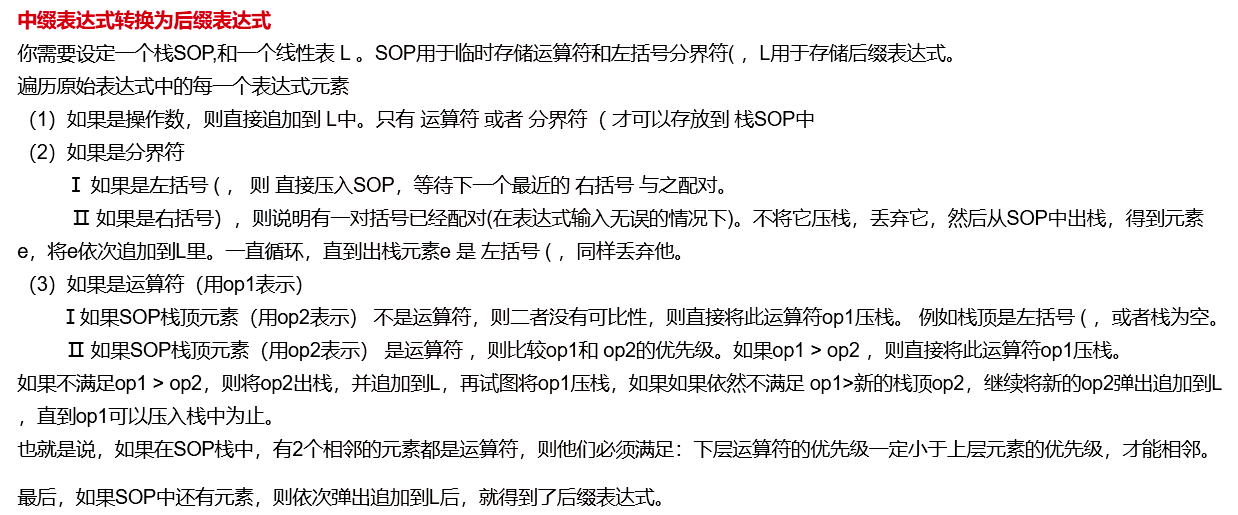 中缀表达式转换为后缀表达式
你需要设定一个栈SOP,和一个线性表 L 。SOP用于临时存储运算符和左括号分界符( ，L用于存储后缀表达式。
遍历原始表达式中的每一个表达式元素
（1）如果是操作数，则直接追加到 L中。只有 运算符 或者 分界符（ 才可以存放到 栈SOP中
（2）如果是分界符
Ⅰ 如果是左括号 ( ， 则 直接压入SOP，等待下一个最近的 右括号 与之配对。
Ⅱ 如果是右括号），则说明有一对括号已经配对(在表达式输入无误的情况下)。不将它压栈，丢弃它，然后从SOP中出栈，得到元素
e，将e依次追加到L里。一直循环，直到出栈元素e 是 左括号 ( ，同样丢弃他。
（3）如果是运算符（用op1表示）
Ⅰ 如果SOP栈顶元素（用op2表示） 不是运算符，则二者没有可比性，则直接将此运算符op1压栈。 例如栈顶是左括号 ( ，或者栈为空。
Ⅱ 如果SOP栈顶元素（用op2表示） 是运算符 ，则比较op1和 op2的优先级。如果op1 > op2 ，则直接将此运算符op1压栈。
如果不满足op1 > op2，则将op2出栈，并追加到L，再试图将op1压栈，如果如果依然不满足 op1>新的栈顶op2，继续将新的op2弹出追加到L
，直到op1可以压入栈中为止。
也就是说，如果在SOP栈中，有2个相邻的元素都是运算符，则他们必须满足：下层运算符的优先级一定小于上层元素的优先级，才能相邻。
最后，如果SOP中还有元素，则依次弹出追加到L后，就得到了后缀表达式。